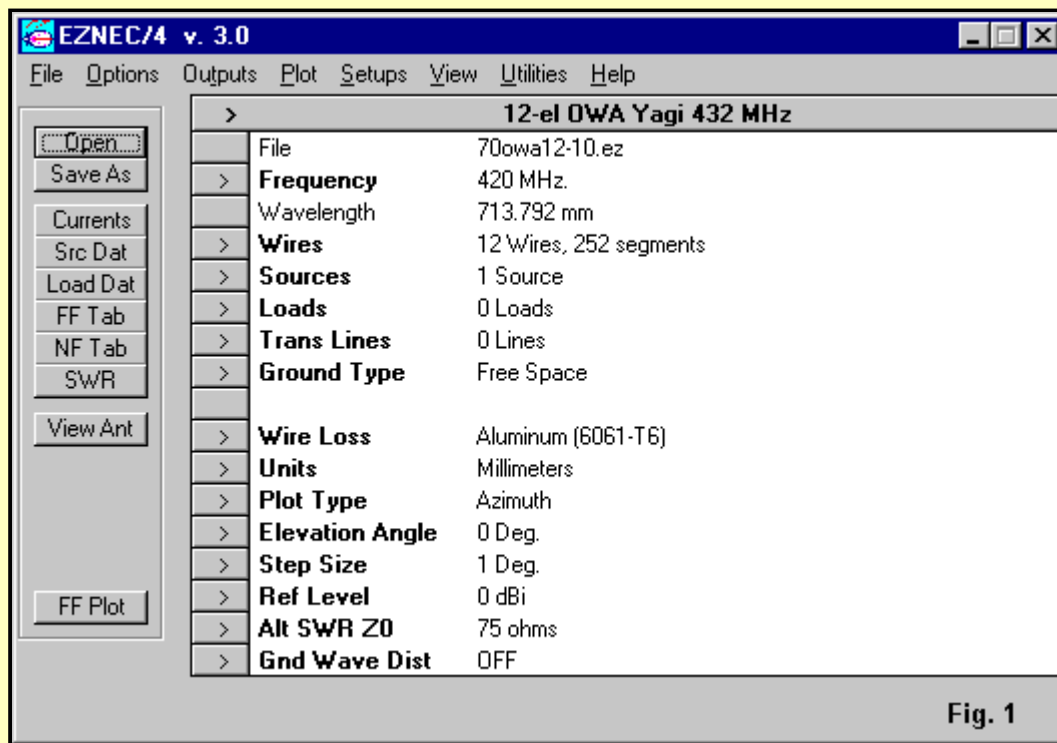 EZNEC/4 v. 3.0
File Options Outputs Plot Setups View Utilities Help
Open
Save As
Currents
Src Dat
Load Dat
FF Tab
NF Tab
SWR
View Ant
FF Plot
> 12-el OWA Yagi 432 MHz
File 70owa12-10.ez
> Frequency 420 MHz.
Wavelength 713.792 mm
> Wires 12 Wires, 252 segments
> Sources 1 Source
> Loads 0 Loads
> Trans Lines 0 Lines
> Ground Type Free Space
> Wire Loss Aluminum (6061-T6)
> Units Millimeters
> Plot Type Azimuth
> Elevation Angle 0 Deg.
> Step Size 1 Deg.
> Ref Level 0 dBi
> Alt SWR Z0 75 ohms
> Gnd Wave Dist OFF
Fig. 1